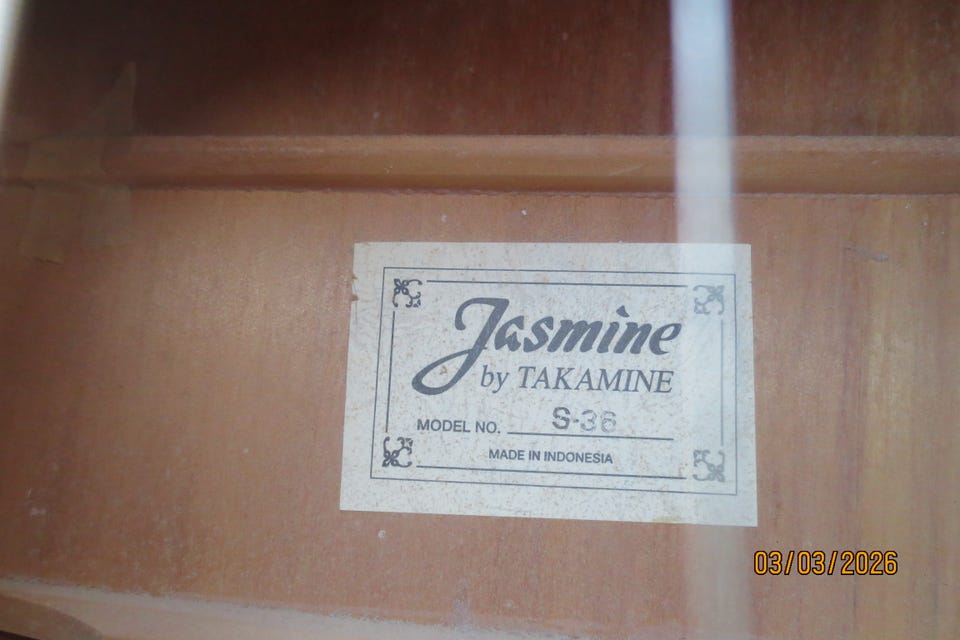 Jasmine
by TAKAMINE
MODEL NO. S-36
MADE IN INDONESIA
03/03/2026